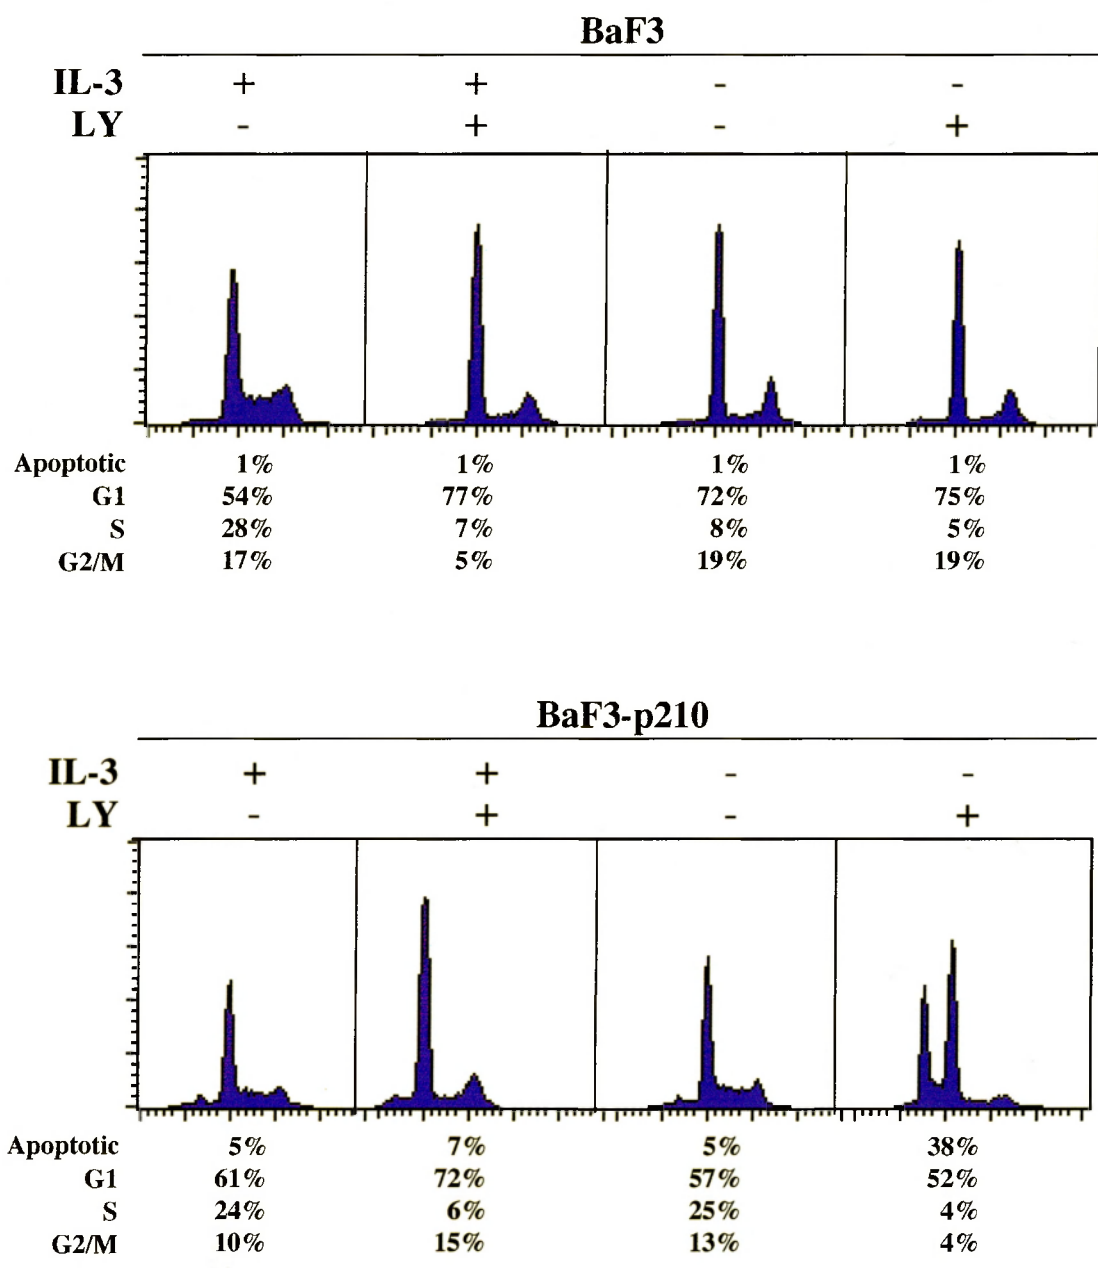 BaF3
IL-3 + + - -
LY - + - +
Apoptotic 1% 1% 1% 1%
G1 54% 77% 72% 75%
S 28% 7% 8% 5%
G2/M 17% 5% 19% 19%
BaF3-p210
IL-3 + + - -
LY - + - +
Apoptotic 5% 7% 5% 38%
G1 61% 72% 57% 52%
S 24% 6% 25% 4%
G2/M 10% 15% 13% 4%